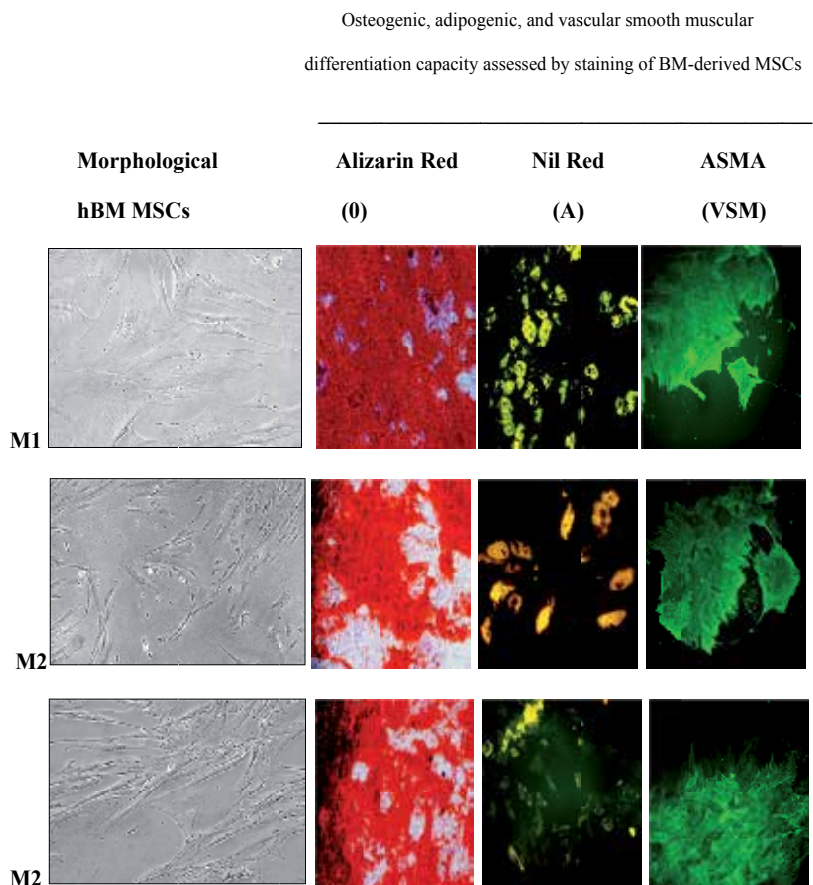 Osteogenic, adipogenic, and vascular smooth muscular
differentiation capacity assessed by staining of BM-derived MSCs
Morphological Alizarin Red Nil Red ASMA
hBM MSCs (0) (A) (VSM)
M1
M2
M2